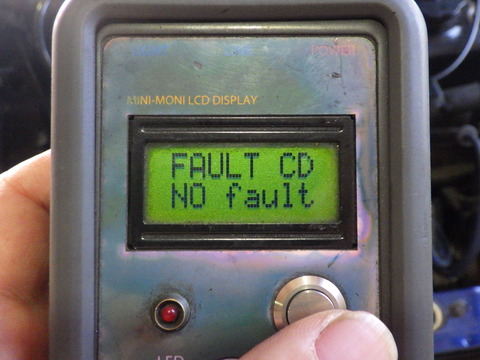 POWER
MINI-MONI LCD DISPLAY
FAULT CD
NO fault
LED